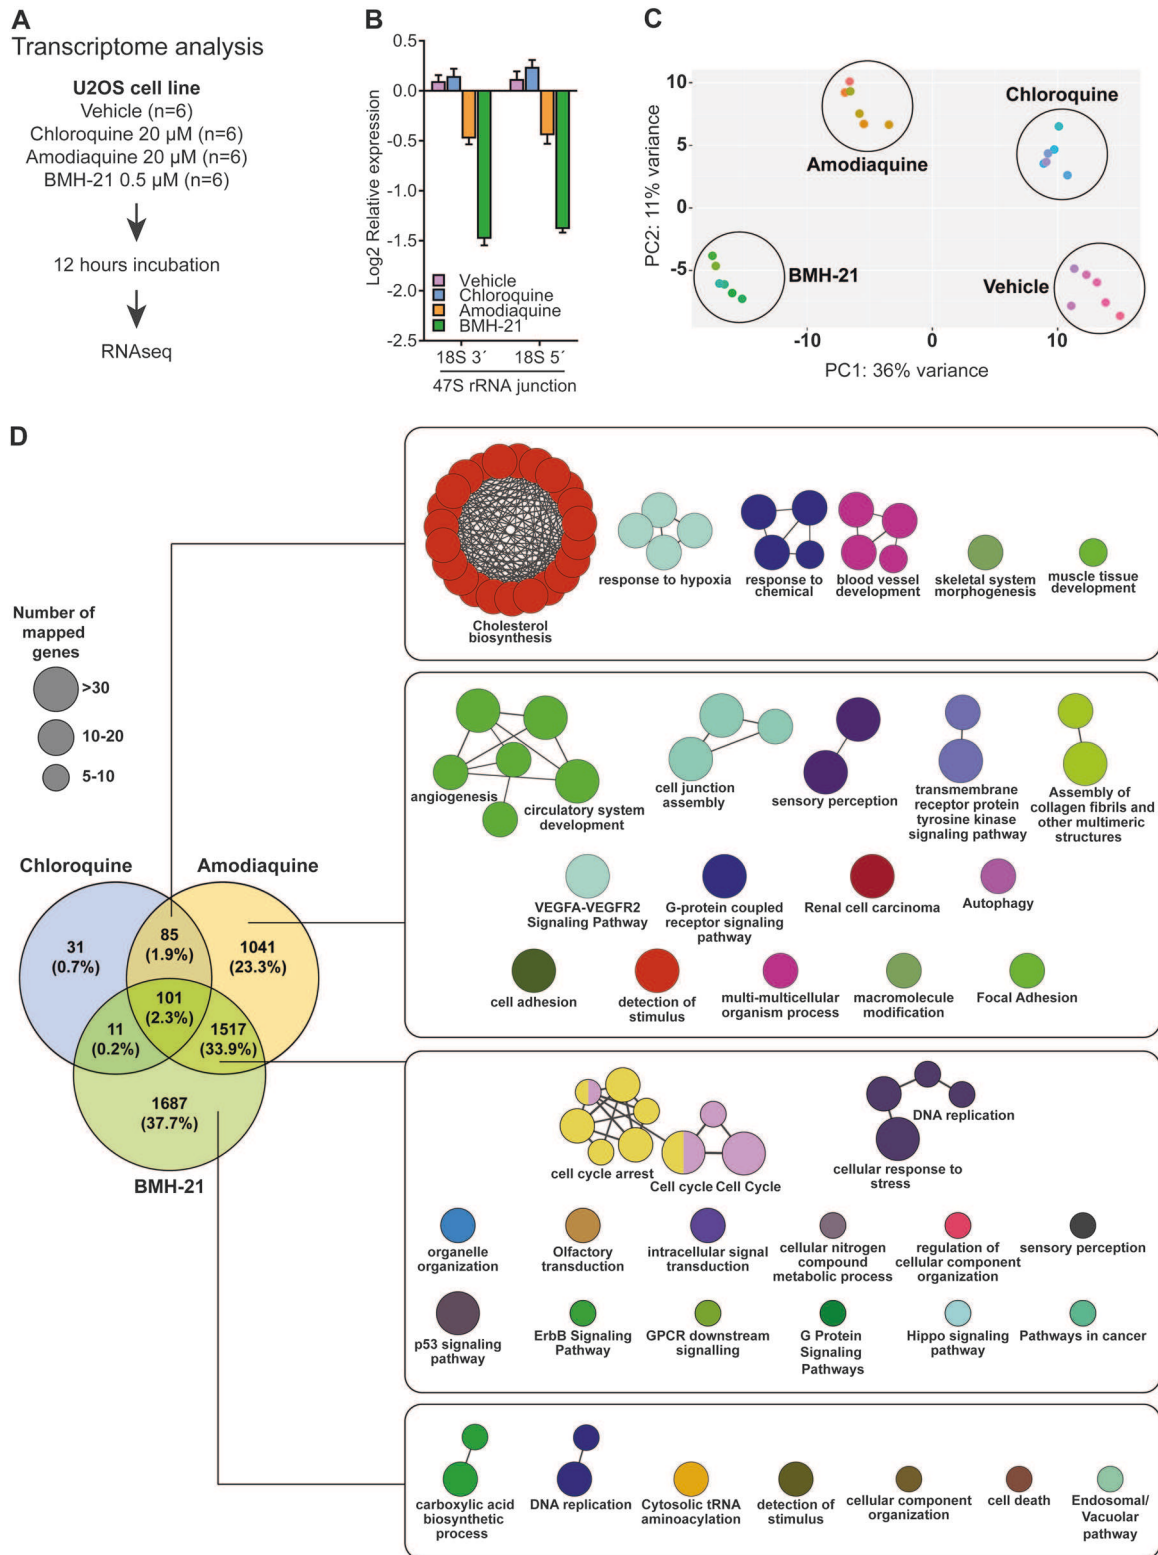 A
Transcriptome analysis
U2OS cell line
Vehicle (n=6)
Chloroquine 20 µM (n=6)
Amodiaquine 20 µM (n=6)
BMH-21 0.5 µM (n=6)
12 hours incubation
RNAseq
B
Log2 Relative expression
0.5
0.0
-0.5
-1.0
-1.5
-2.0
-2.5
Vehicle
Chloroquine
Amodiaquine
BMH-21
18S 3´
18S 5´
47S rRNA junction
C
PC2: 11% variance
10
5
0
-5
Amodiaquine
Chloroquine
BMH-21
Vehicle
-10
0
10
PC1: 36% variance
D
Number of
mapped
genes
>30
10-20
5-10
Chloroquine
Amodiaquine
31
(0.7%)
85
(1.9%)
1041
(23.3%)
101
(2.3%)
11
(0.2%)
1517
(33.9%)
1687
(37.7%)
BMH-21
Cholesterol
biosynthesis
response to hypoxia
response to
chemical
blood vessel
development
skeletal system
morphogenesis
muscle tissue
development
angiogenesis
circulatory system
development
cell junction
assembly
sensory perception
transmembrane
receptor protein
tyrosine kinase
signaling pathway
Assembly of
collagen fibrils and
other multimeric
structures
VEGFA-VEGFR2
Signaling Pathway
G-protein coupled
receptor signaling
pathway
Renal cell carcinoma
Autophagy
cell adhesion
detection of
stimulus
multi-multicellular
organism process
macromolecule
modification
Focal Adhesion
cell cycle arrest
Cell cycle
Cell Cycle
DNA replication
cellular response to
stress
organelle
organization
Olfactory
transduction
intracellular signal
transduction
cellular nitrogen
compound
metabolic process
regulation of
cellular component
organization
sensory perception
p53 signaling
pathway
ErbB Signaling
Pathway
GPCR downstream
signalling
G Protein
Signaling
Pathways
Hippo signaling
pathway
Pathways in cancer
carboxylic acid
biosynthetic
process
DNA replication
Cytosolic tRNA
aminoacylation
detection of
stimulus
cellular component
organization
cell death
Endosomal/
Vacuolar
pathway